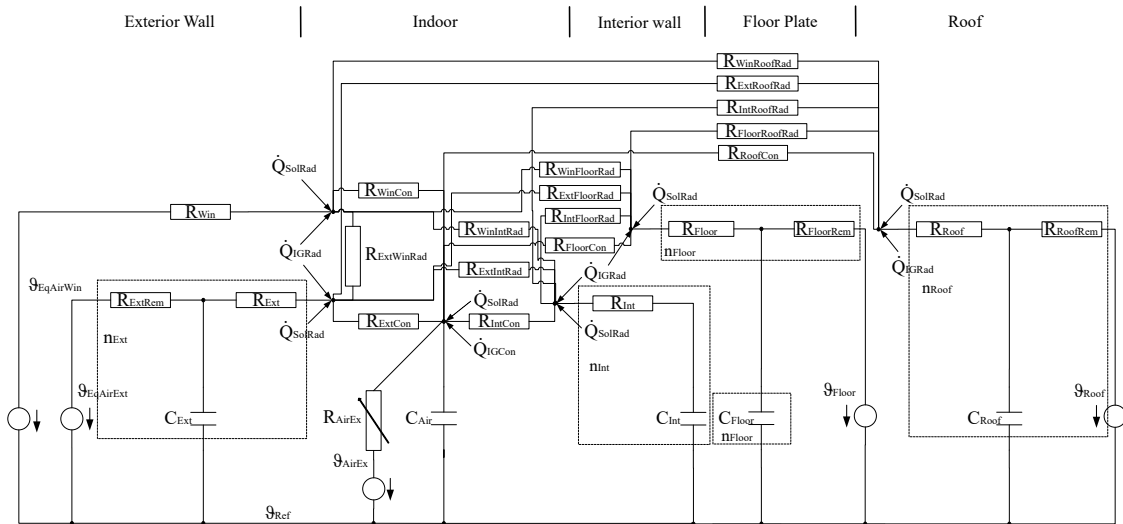 Exterior Wall
Indoor
Interior wall
Floor Plate
Roof
RWinRoofRad
RExtRoofRad
RIntRoofRad
RFloorRoofRad
RRoofCon
Q̇SolRad
RWinCon
RWinFloorRad
RExtFloorRad
RIntFloorRad
RFloorCon
Q̇SolRad
Q̇SolRad
RWin
RWinIntRad
RFloor
RFloorRem
nFloor
RRoof
RRoofRem
Q̇IGRad
RExtWinRad
RExtIntRad
Q̇IGRad
Q̇IGRad
nRoof
ϑEqAirWin
RExtRem
RExt
Q̇SolRad
Q̇SolRad
RInt
nExt
RExtCon
RIntCon
Q̇SolRad
Q̇IGCon
nInt
ϑEqAirExt
CExt
RAirEx
CAir
CInt
CFloor
nFloor
ϑFloor
CRoof
ϑRoof
ϑAirEx
ϑRef